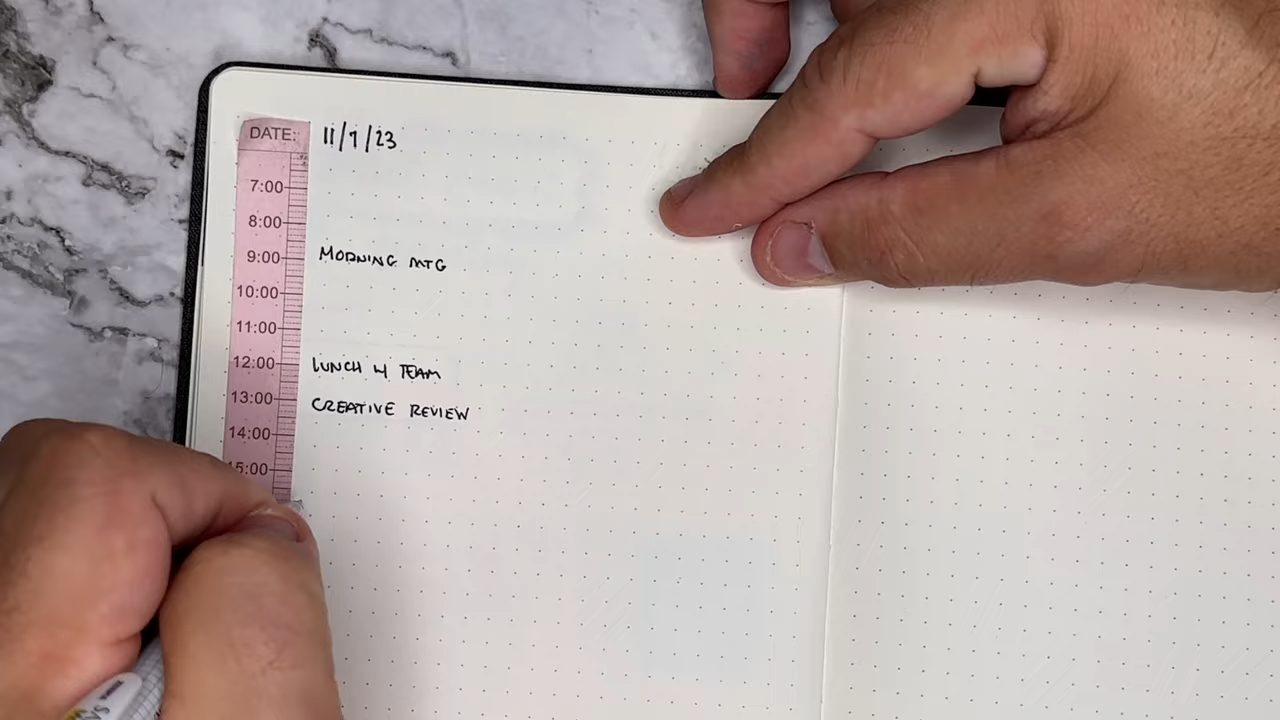 DATE: 11/7/23
7:00
8:00
9:00 MORNING MTG
10:00
11:00
12:00 LUNCH W TEAM
13:00 CREATIVE REVIEW
14:00
15:00